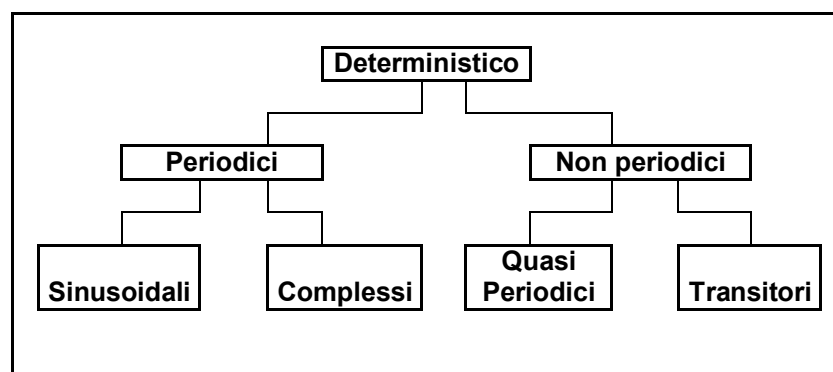 Deterministico
Periodici
Non periodici
Sinusoidali
Complessi
Quasi
Periodici
Transitori